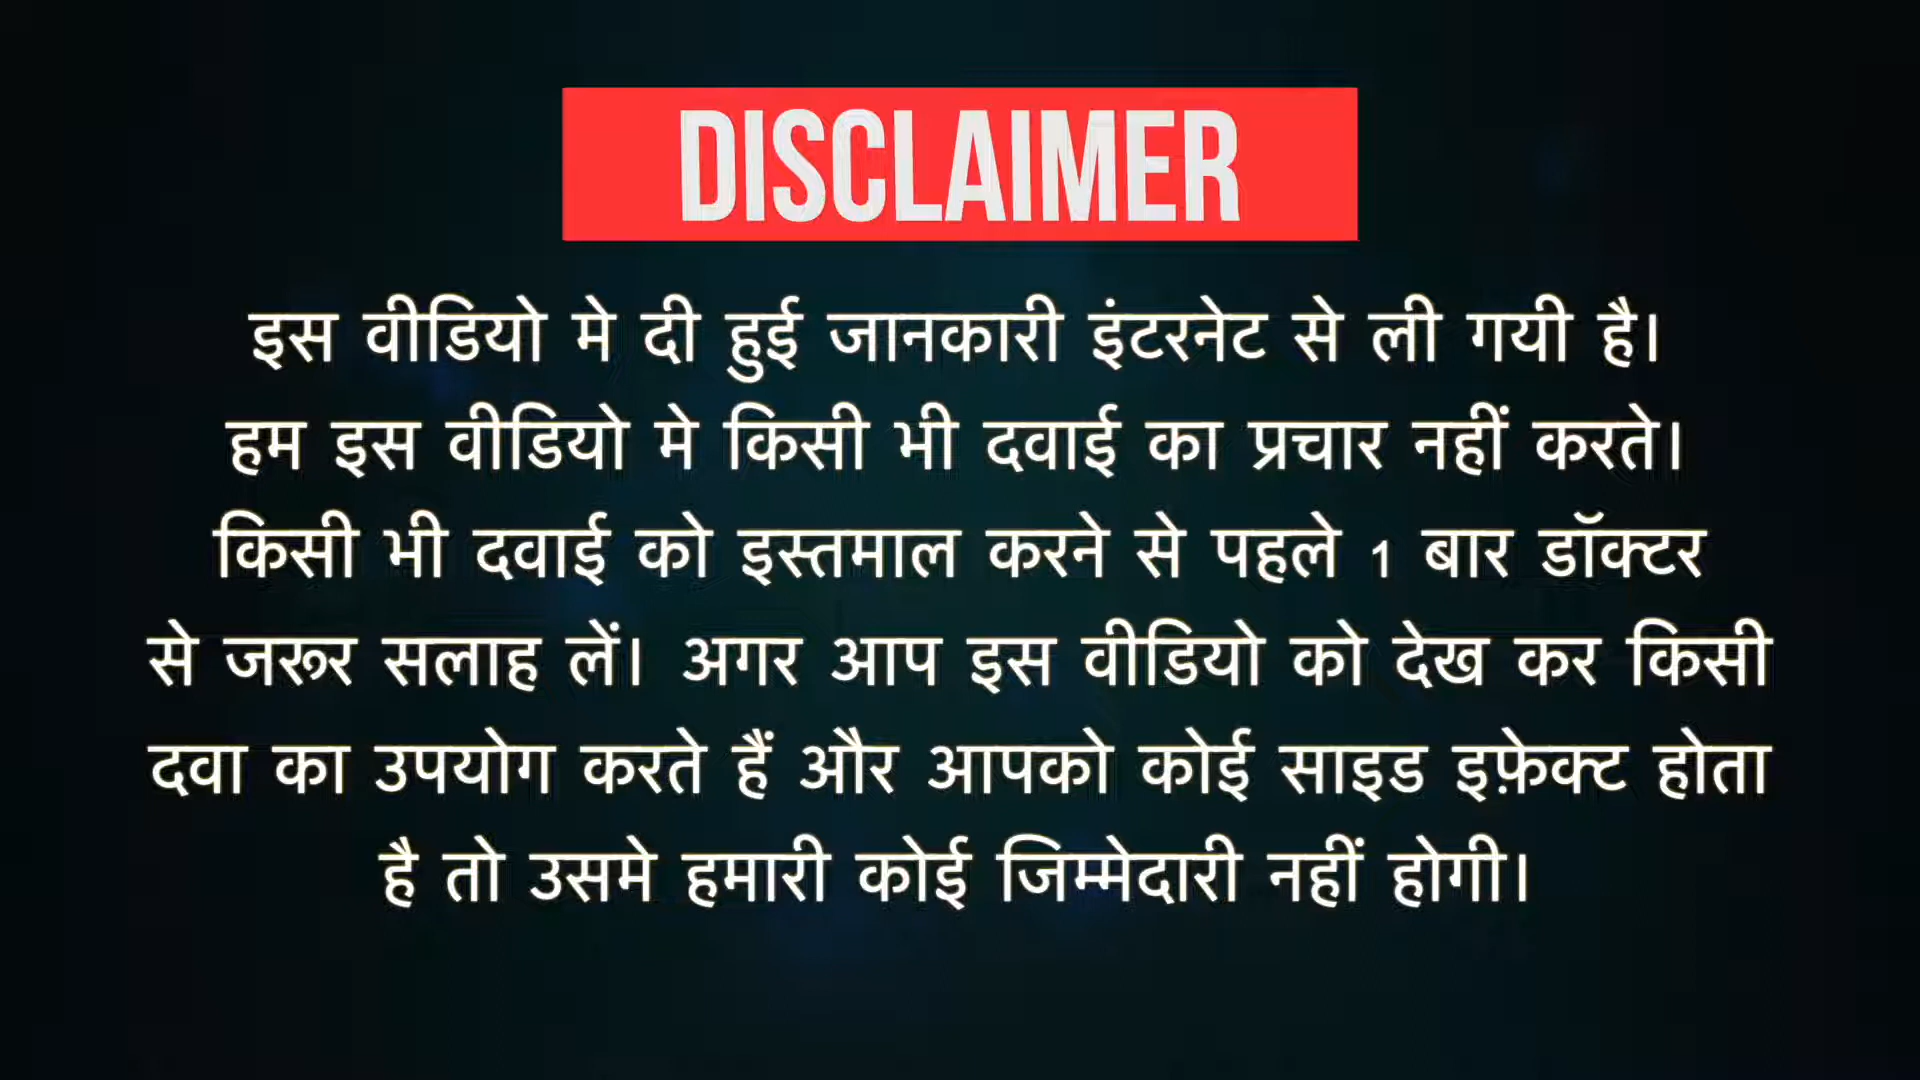 DISCLAIMER
इस वीडियो मे दी हुई जानकारी इंटरनेट से ली गयी है।
हम इस वीडियो मे किसी भी दवाई का प्रचार नहीं करते।
किसी भी दवाई को इस्तमाल करने से पहले 1 बार डॉक्टर
से जरूर सलाह लें। अगर आप इस वीडियो को देख कर किसी
दवा का उपयोग करते हैं और आपको कोई साइड इफ़ेक्ट होता
है तो उसमे हमारी कोई जिम्मेदारी नहीं होगी।